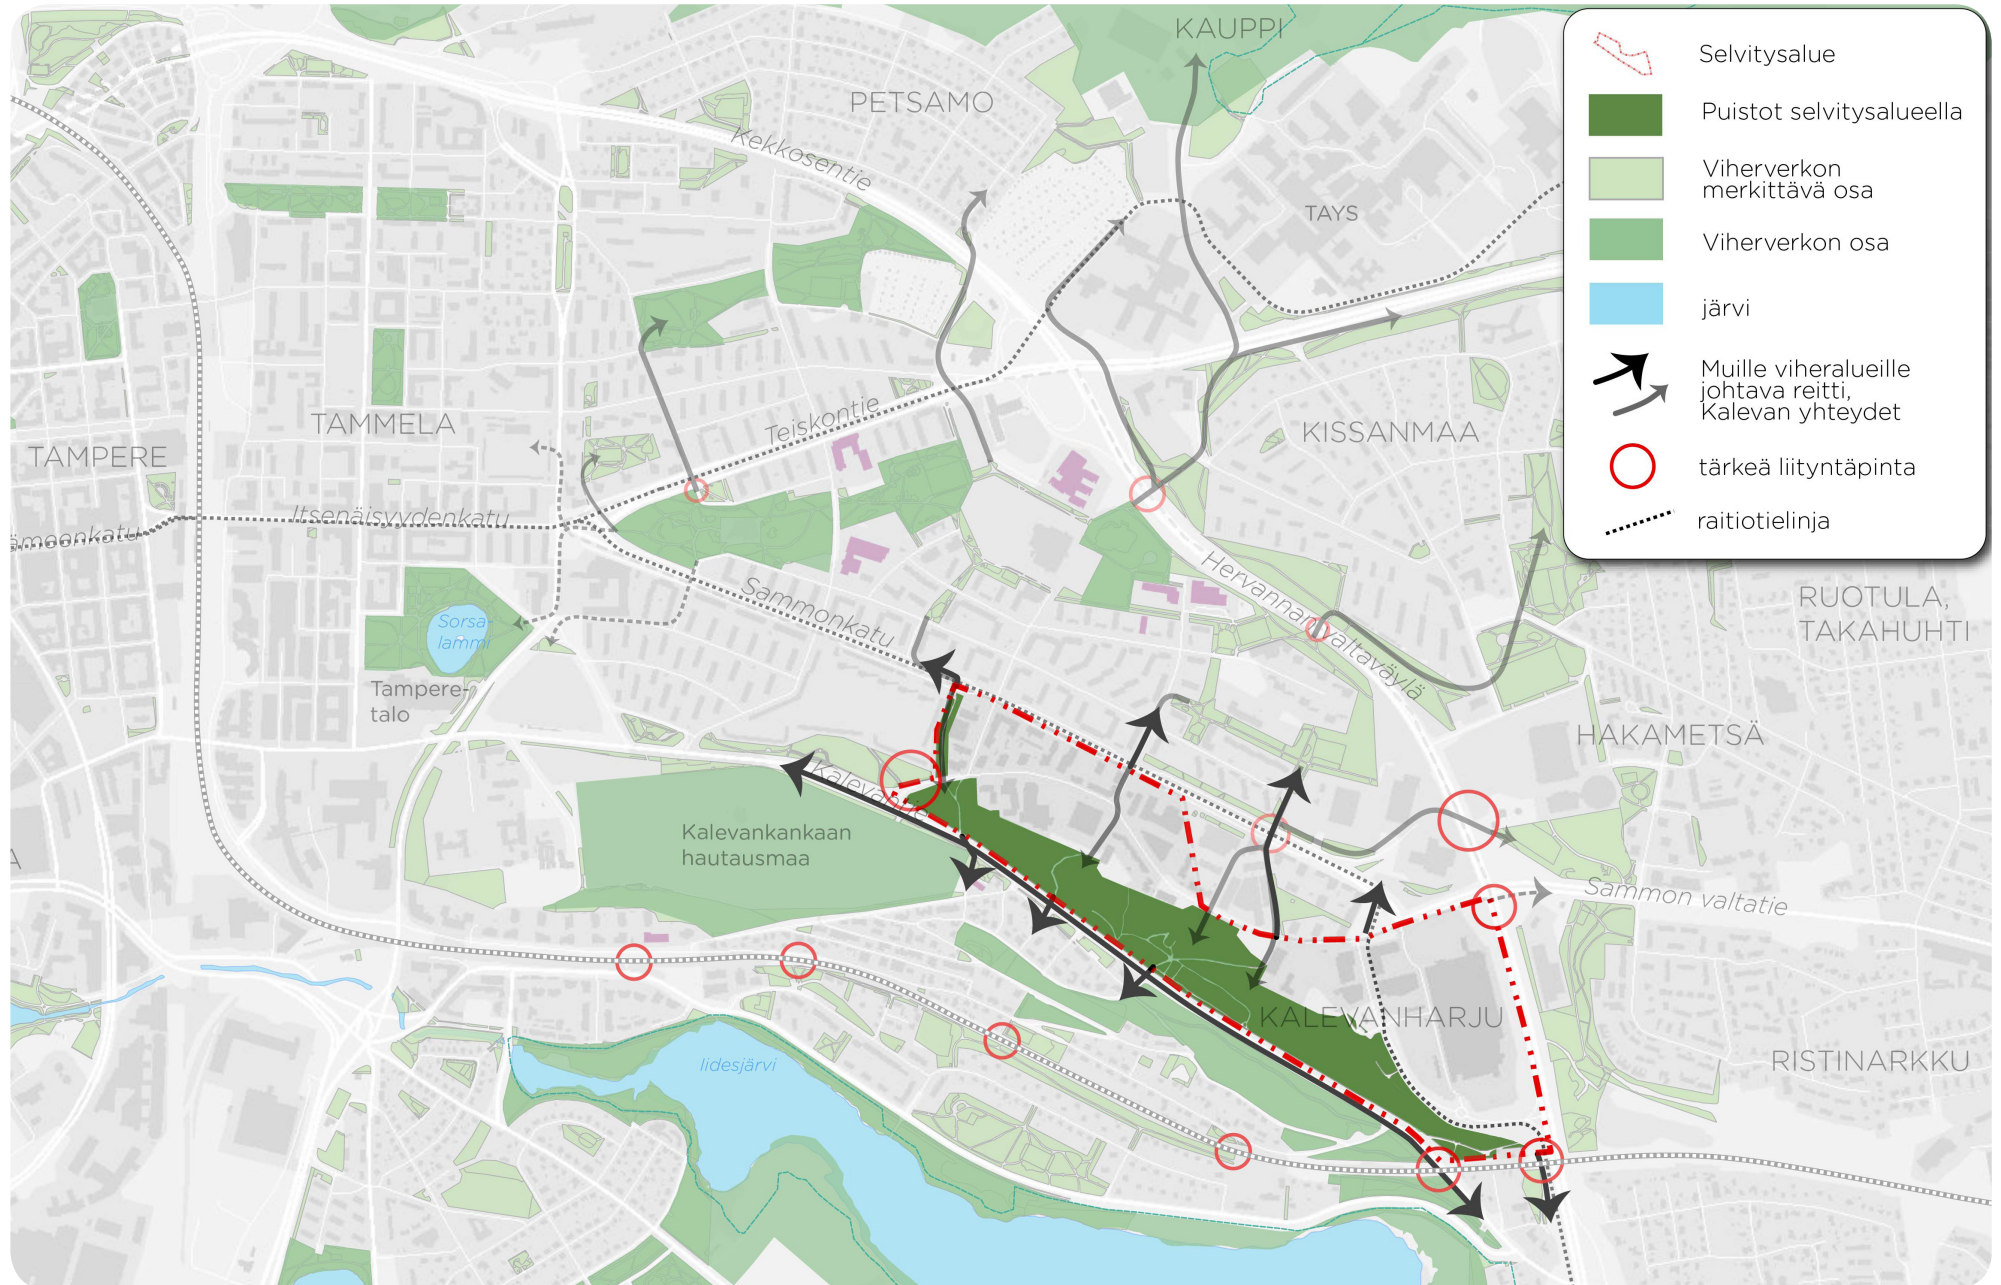 KAUPPI
PETSAMO
Kekkosentie
TAYS
TAMMELA
TAMPERE
Teiskontie
KISSANMAA
Itsenäisyydenkatu
ämeenkatu
Sammonkatu
Hervannan valtaväylä
Sorsa-
lammi
Tampere-
talo
RUOTULA,
TAKAHUHTI
HAKAMETSÄ
Kalevantie
Kalevankankaan
hautausmaa
A
Sammon valtatie
KALEVANHARJU
RISTINARKKU
Iidesjärvi
Selvitysalue
Puistot selvitysalueella
Viherverkon
merkittävä osa
Viherverkon osa
järvi
Muille viheralueille
johtava reitti,
Kalevan yhteydet
tärkeä liityntäpinta
raitiotielinja